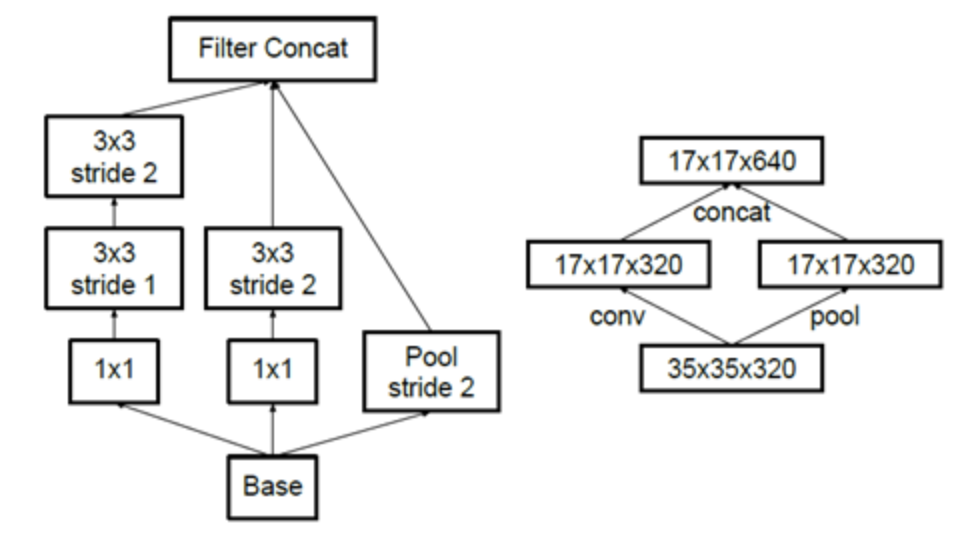 Filter Concat
3x3
stride 2
3x3
stride 1
3x3
stride 2
1x1
1x1
Pool
stride 2
Base
17x17x640
concat
17x17x320
17x17x320
conv
pool
35x35x320